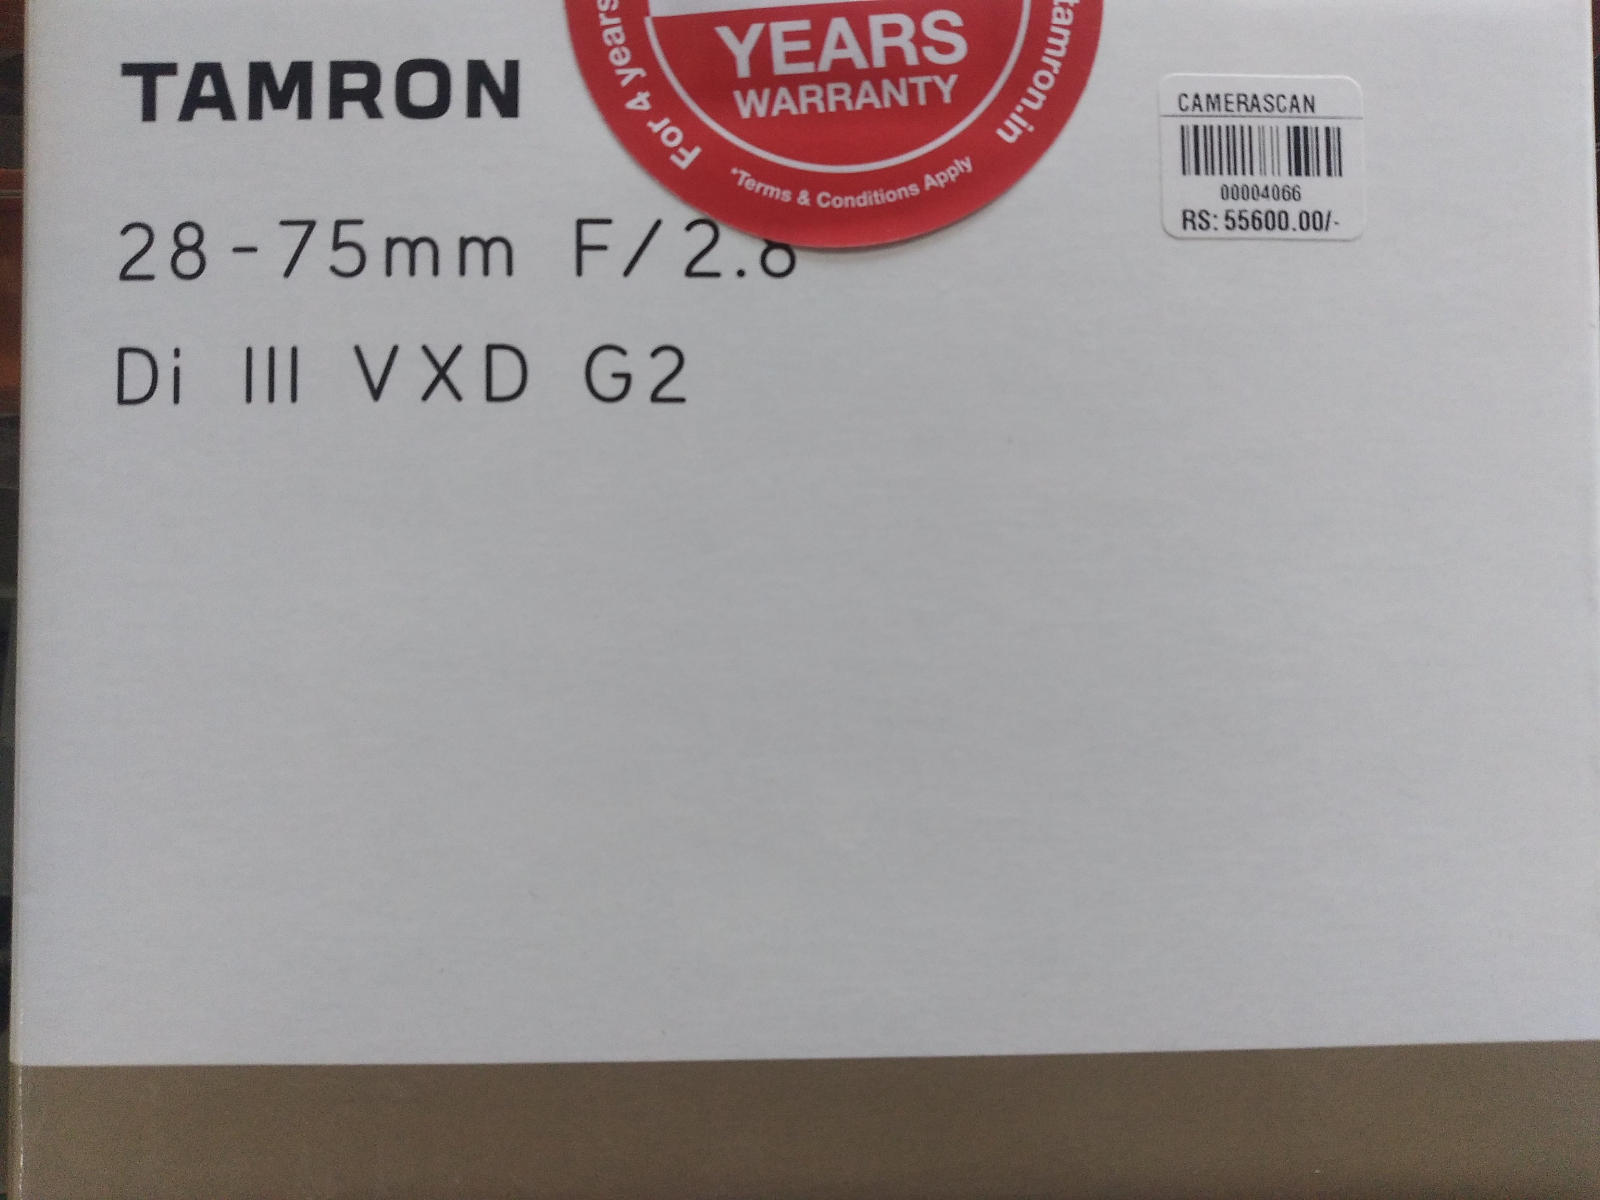 TAMRON
28-75mm F/2.8
Di III VXD G2
YEARS
WARRANTY
For 4 years
tamron.in
*Terms & Conditions Apply
CAMERASCAN
00004066
RS: 55600.00/-